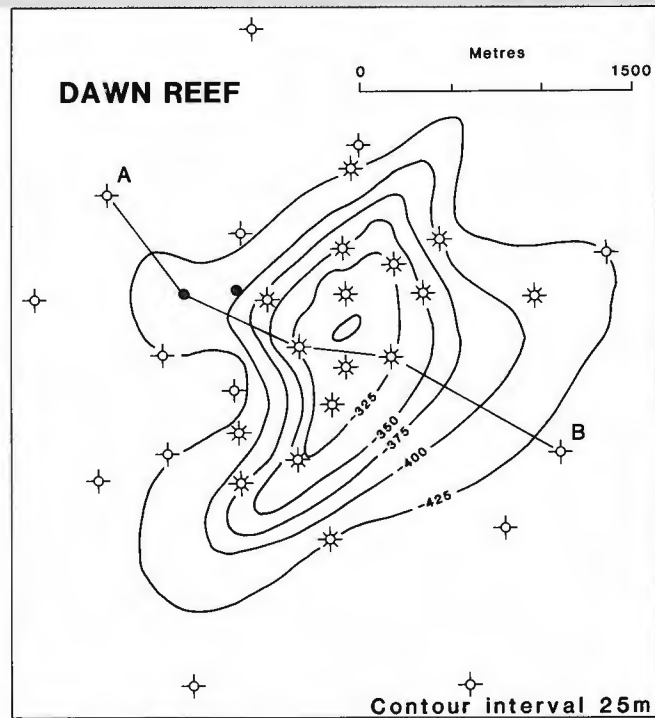 Metres
0 1500
DAWN REEF
A
-325
-350
-375
-400
B
-425
Contour interval 25m